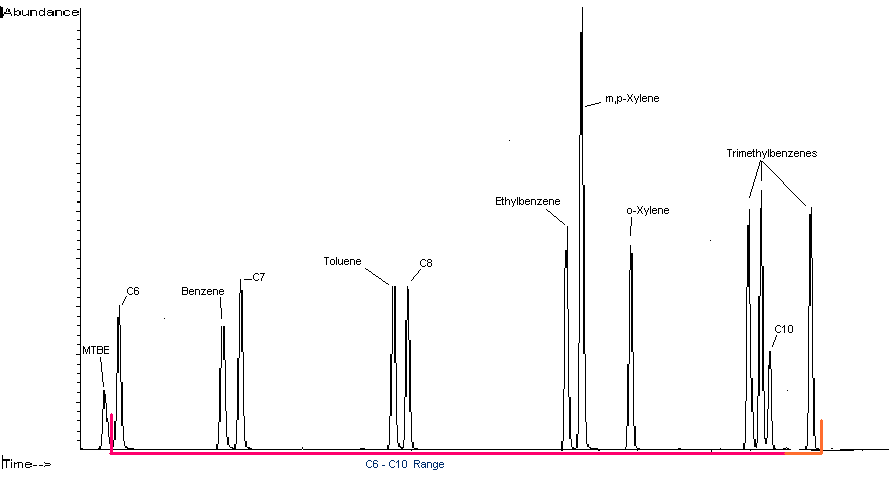 Abundance
m,p-Xylene
Trimethylbenzenes
Ethylbenzene
o-Xylene
Toluene
C8
C7
Benzene
C6
C10
MTBE
Time-->
C6 - C10 Range